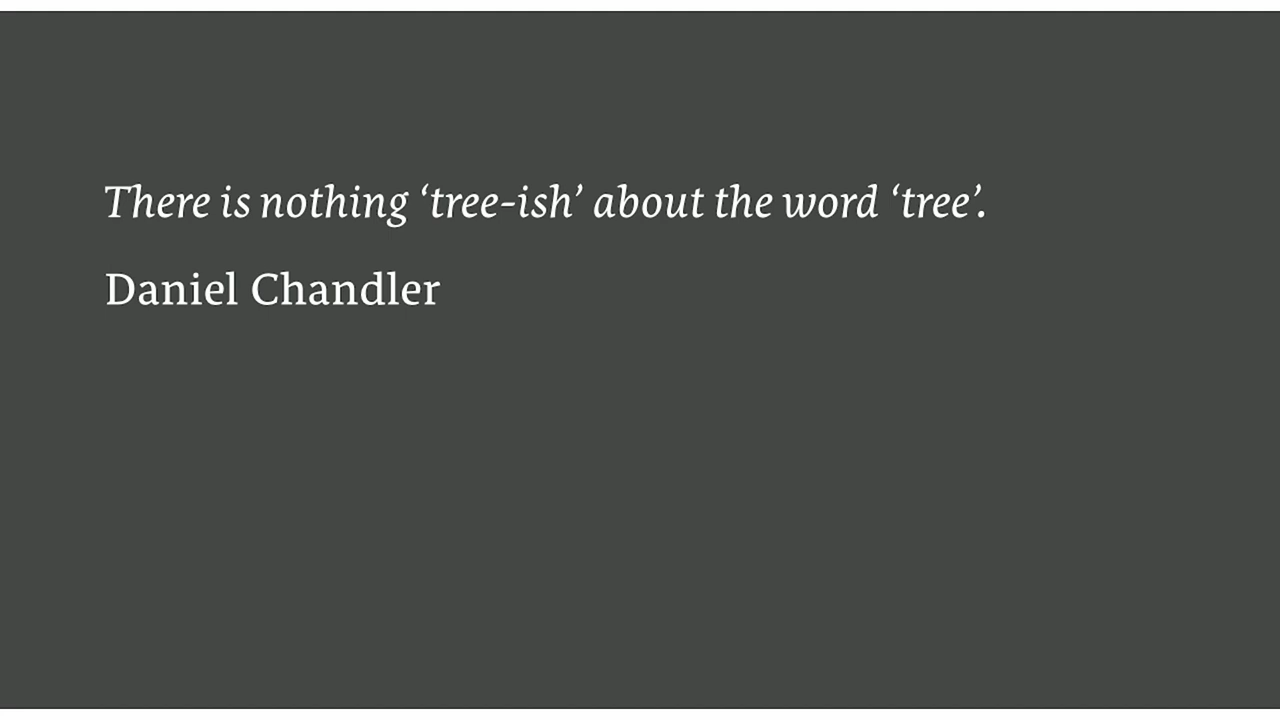 There is nothing ‘tree-ish’ about the word ‘tree’.
Daniel Chandler